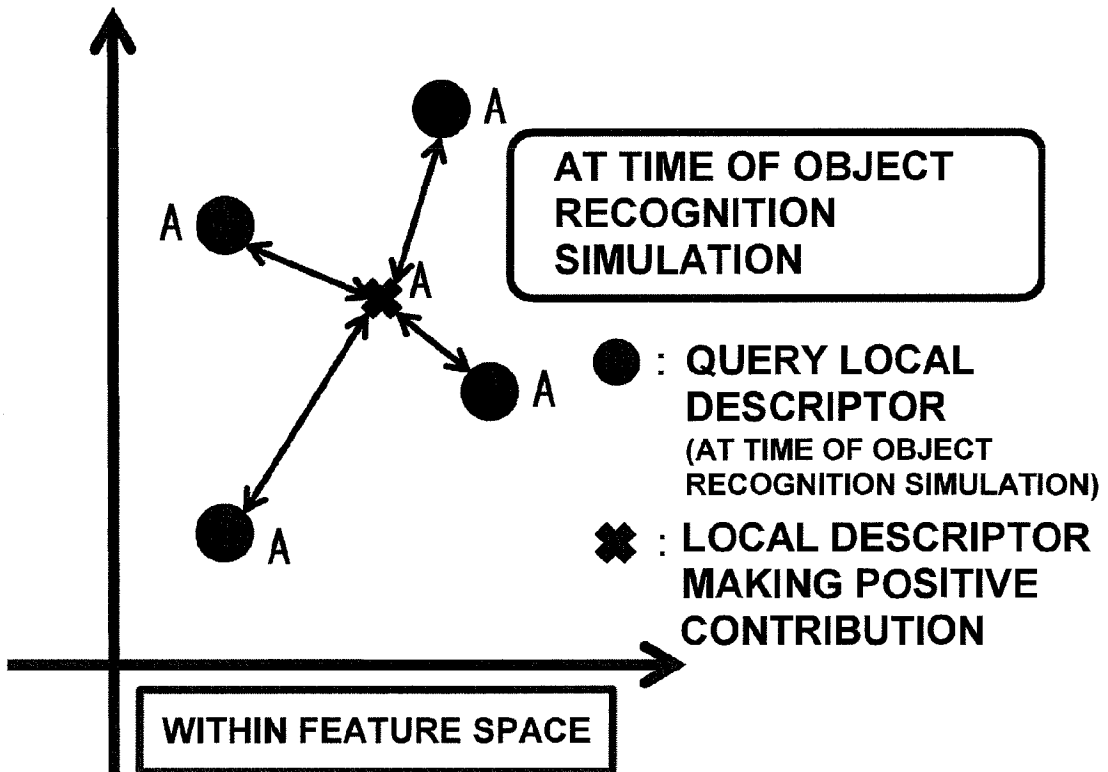 A
AT TIME OF OBJECT
RECOGNITION
SIMULATION
A
A
A
A
: QUERY LOCAL
DESCRIPTOR
(AT TIME OF OBJECT
RECOGNITION SIMULATION)
: LOCAL DESCRIPTOR
MAKING POSITIVE
CONTRIBUTION
WITHIN FEATURE SPACE